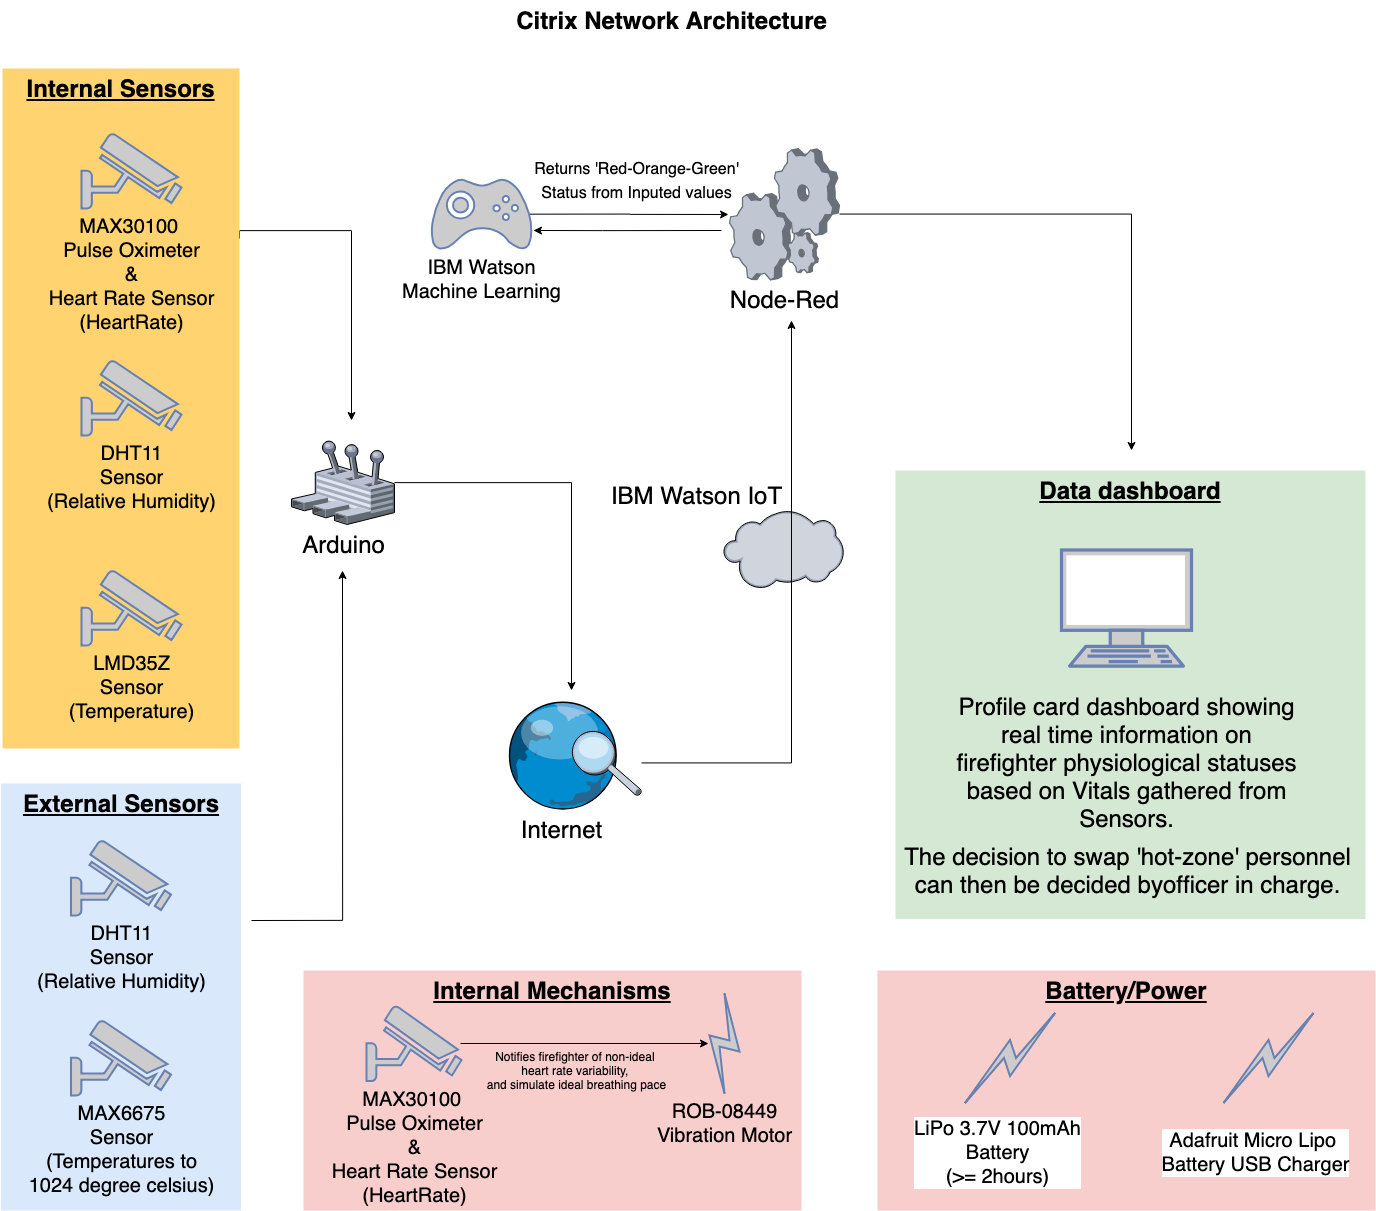 Citrix Network Architecture
Internal Sensors
MAX30100
Pulse Oximeter
&
Heart Rate Sensor
(HeartRate)
DHT11
Sensor
(Relative Humidity)
LMD35Z
Sensor
(Temperature)
External Sensors
DHT11
Sensor
(Relative Humidity)
MAX6675
Sensor
(Temperatures to
1024 degree celsius)
Arduino
IBM Watson
Machine Learning
Returns 'Red-Orange-Green'
Status from Inputed values
Node-Red
IBM Watson IoT
Internet
Data dashboard
Profile card dashboard showing
real time information on
firefighter physiological statuses
based on Vitals gathered from
Sensors.
The decision to swap 'hot-zone' personnel
can then be decided byofficer in charge.
Internal Mechanisms
MAX30100
Pulse Oximeter
&
Heart Rate Sensor
(HeartRate)
Notifies firefighter of non-ideal
heart rate variability,
and simulate ideal breathing pace
ROB-08449
Vibration Motor
Battery/Power
LiPo 3.7V 100mAh
Battery
(>= 2hours)
Adafruit Micro Lipo
Battery USB Charger